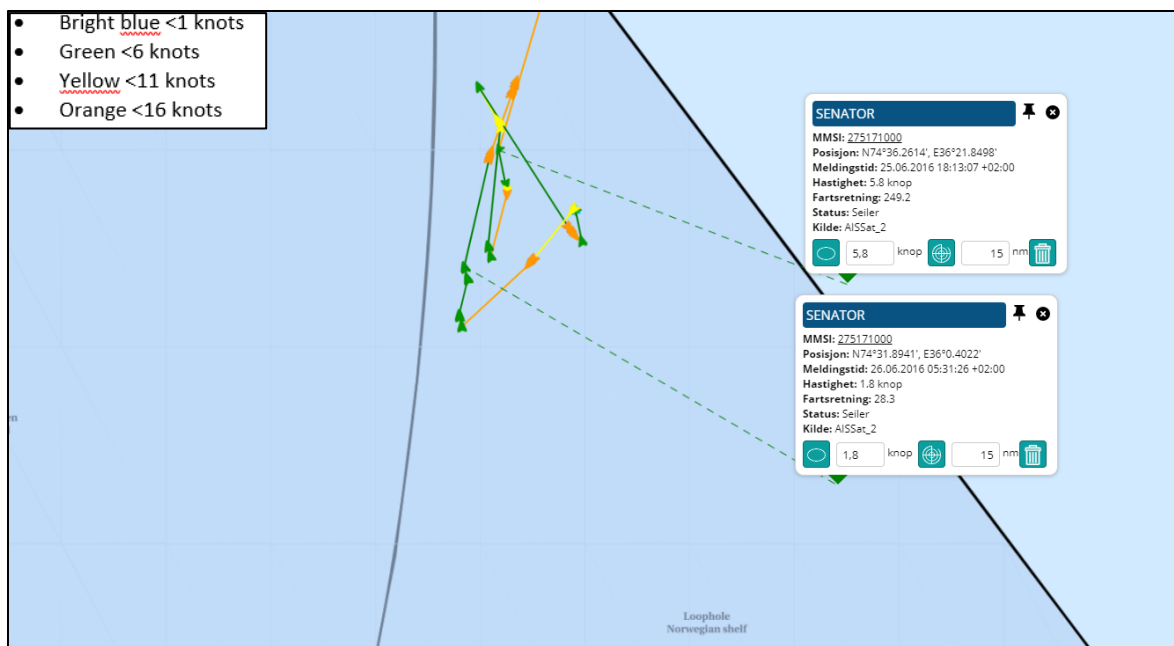 • Bright blue <1 knots
• Green <6 knots
• Yellow <11 knots
• Orange <16 knots
SENATOR
MMSI: 275171000
Posisjon: N74°36.2614', E36°21.8498'
Meldingstid: 25.06.2016 18:13:07 +02:00
Hastighet: 5.8 knop
Fartsretning: 249.2
Status: Seiler
Kilde: AISSat_2
5,8 knop 15 nm
SENATOR
MMSI: 275171000
Posisjon: N74°31.8941', E36°0.4022'
Meldingstid: 26.06.2016 05:31:26 +02:00
Hastighet: 1.8 knop
Fartsretning: 28.3
Status: Seiler
Kilde: AISSat_2
1,8 knop 15 nm
en
Loophole
Norwegian shelf